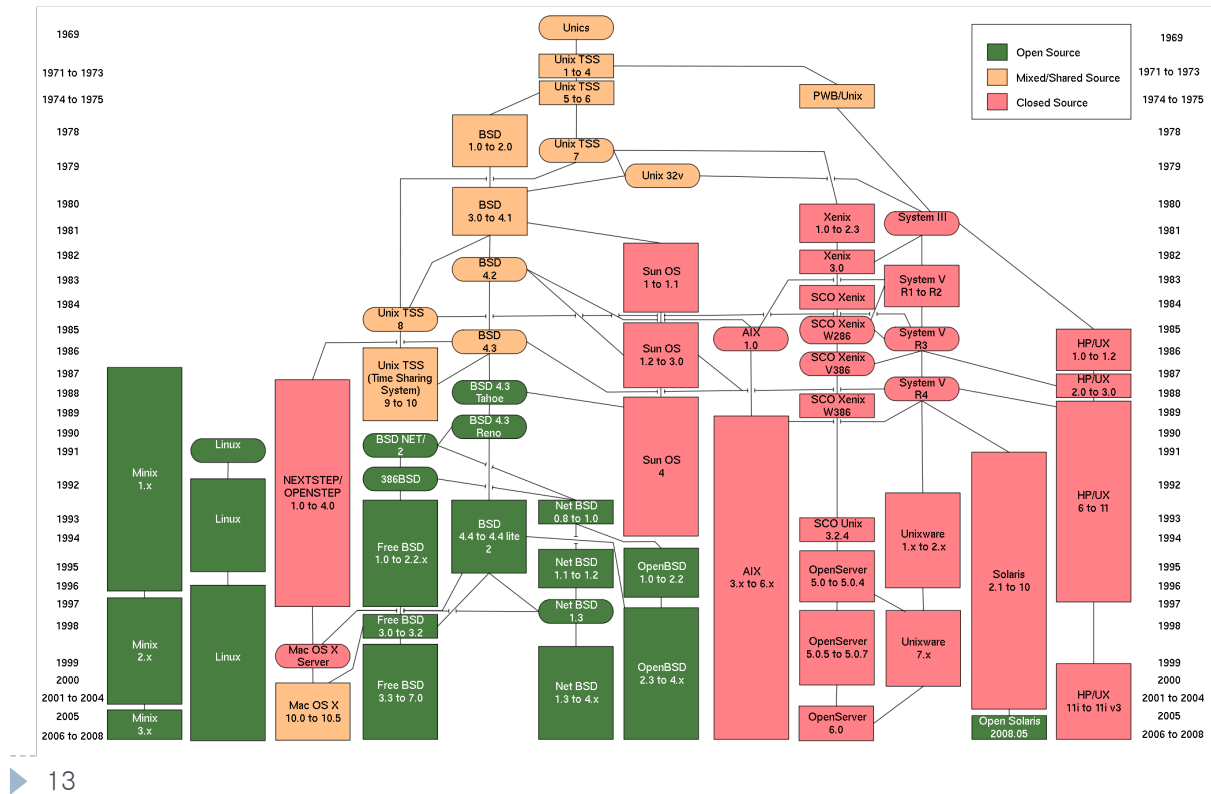 1969
1971 to 1973
1974 to 1975
1978
1979
1980
1981
1982
1983
1984
1985
1986
1987
1988
1989
1990
1991
1992
1993
1994
1995
1996
1997
1998
1999
2000
2001 to 2004
2005
2006 to 2008
Minix
1.x
Minix
2.x
Minix
3.x
Linux
Linux
Linux
NEXTSTEP/
OPENSTEP
1.0 to 4.0
Mac OS X
Server
Mac OS X
10.0 to 10.5
Unix TSS
8
Unix TSS
(Time Sharing
System)
9 to 10
BSD NET/
2
386BSD
Free BSD
1.0 to 2.2.x
Free BSD
3.0 to 3.2
Free BSD
3.3 to 7.0
BSD
1.0 to 2.0
BSD
3.0 to 4.1
BSD
4.2
BSD
4.3
BSD 4.3
Tahoe
BSD 4.3
Reno
BSD
4.4 to 4.4 lite
2
Unics
Unix TSS
1 to 4
Unix TSS
5 to 6
Unix TSS
7
Net BSD
0.8 to 1.0
Net BSD
1.1 to 1.2
Net BSD
1.3
Net BSD
1.3 to 4.x
Unix 32v
Sun OS
1 to 1.1
Sun OS
1.2 to 3.0
Sun OS
4
OpenBSD
1.0 to 2.2
OpenBSD
2.3 to 4.x
AIX
1.0
AIX
3.x to 6.x
PWB/Unix
Xenix
1.0 to 2.3
Xenix
3.0
SCO Xenix
SCO Xenix
W286
SCO Xenix
V386
SCO Xenix
W386
SCO Unix
3.2.4
OpenServer
5.0 to 5.0.4
OpenServer
5.0.5 to 5.0.7
OpenServer
6.0
System III
System V
R1 to R2
System V
R3
System V
R4
Unixware
1.x to 2.x
Unixware
7.x
Solaris
2.1 to 10
Open Solaris
2008.05
HP/UX
1.0 to 1.2
HP/UX
2.0 to 3.0
HP/UX
6 to 11
HP/UX
11i to 11i v3
Open Source
Mixed/Shared Source
Closed Source
1969
1971 to 1973
1974 to 1975
1978
1979
1980
1981
1982
1983
1984
1985
1986
1987
1988
1989
1990
1991
1992
1993
1994
1995
1996
1997
1998
1999
2000
2001 to 2004
2005
2006 to 2008
13